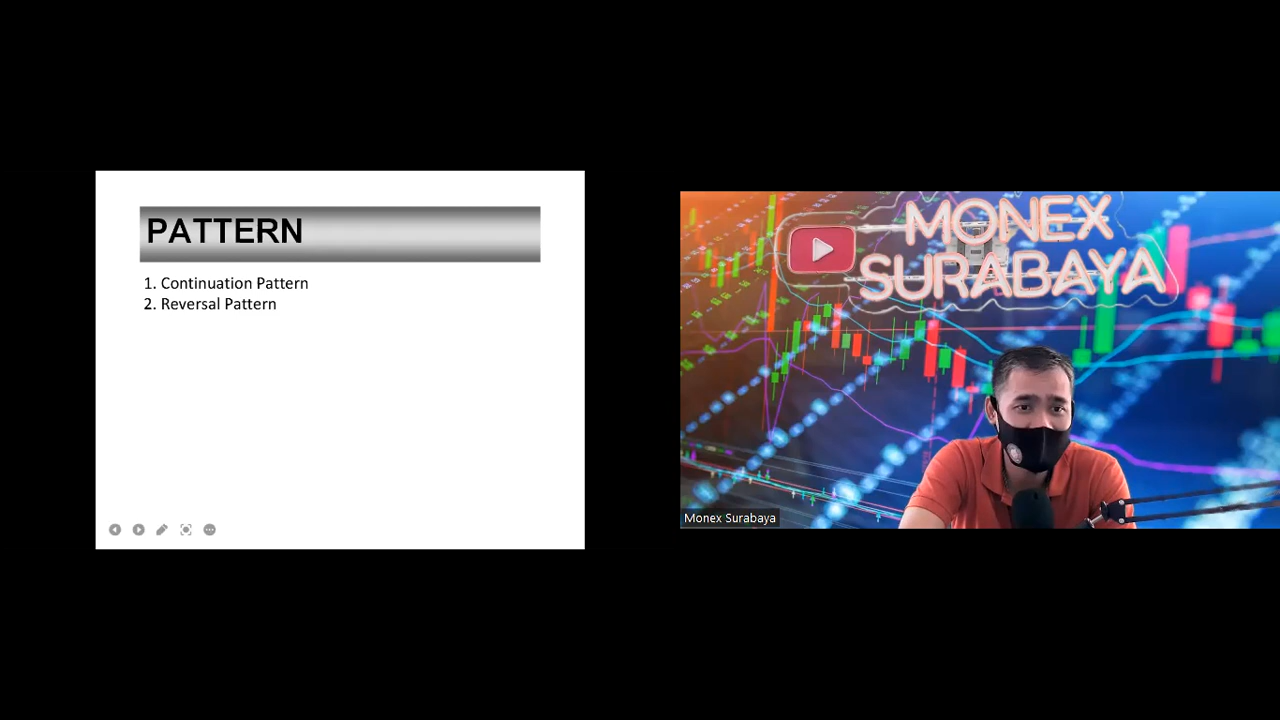 PATTERN
1. Continuation Pattern
2. Reversal Pattern
MONEX
SURABAYA
Monex Surabaya